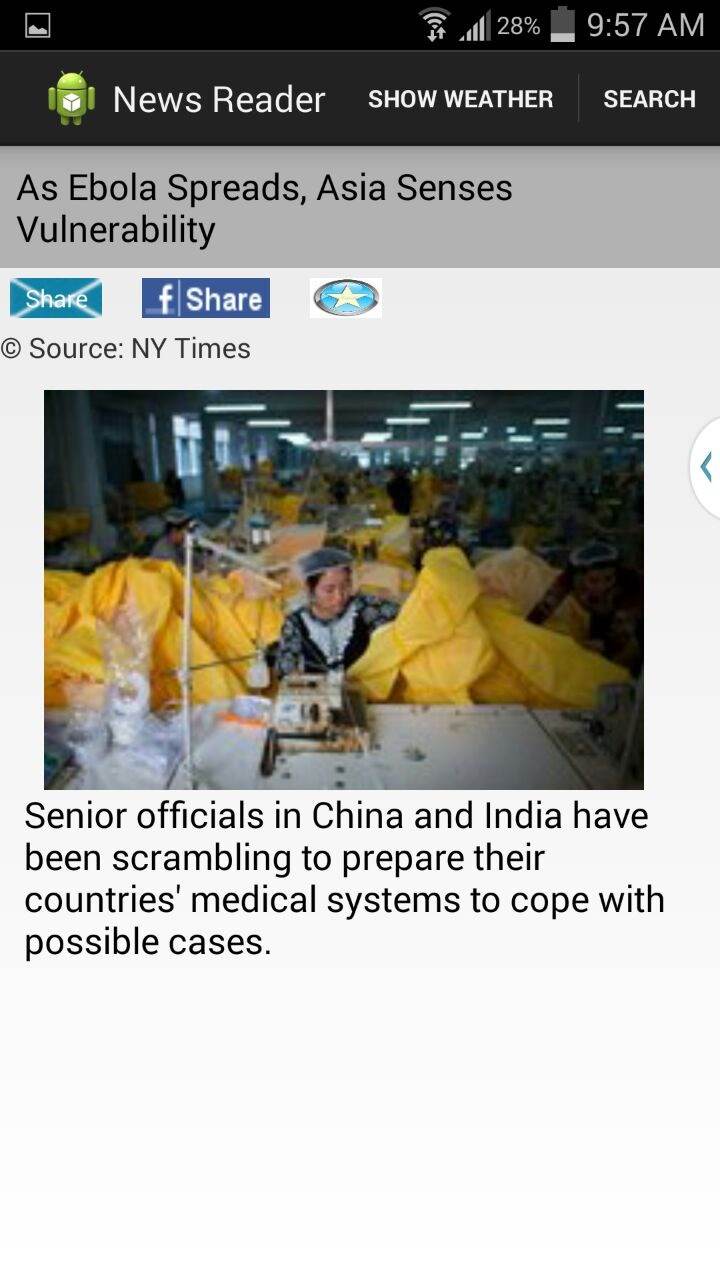 28% 9:57 AM
News Reader SHOW WEATHER SEARCH
As Ebola Spreads, Asia Senses
Vulnerability
Share f Share
© Source: NY Times
Senior officials in China and India have
been scrambling to prepare their
countries' medical systems to cope with
possible cases.